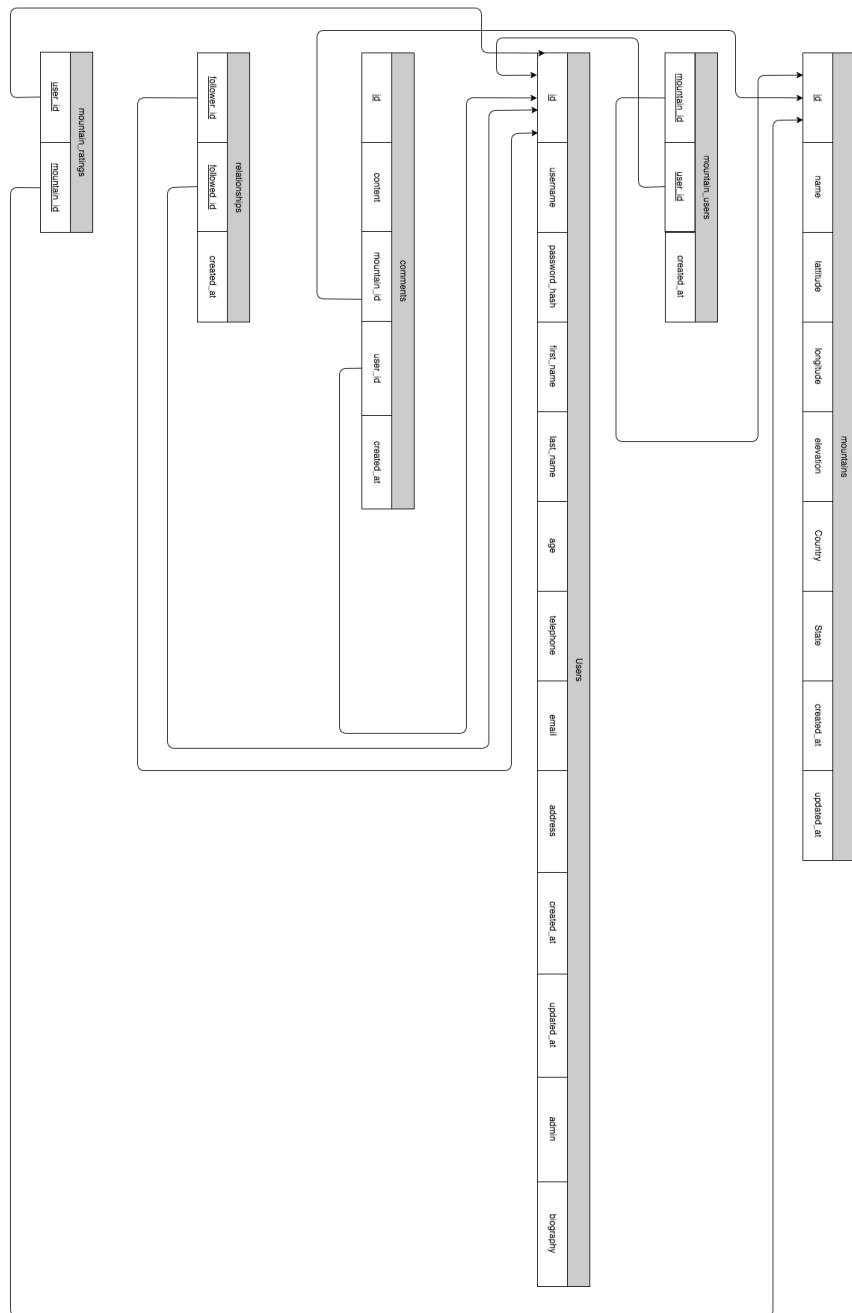 mountains
id name lattitude longitude elevation Country State created_at updated_at
mountain_users
mountain_id user_id created_at
Users
id username password_hash first_name last_name age telephone email address created_at updated_at admin biography
comments
id content mountain_id user_id created_at
relationships
follower_id followed_id created_at
mountain_ratings
user_id mountain_id